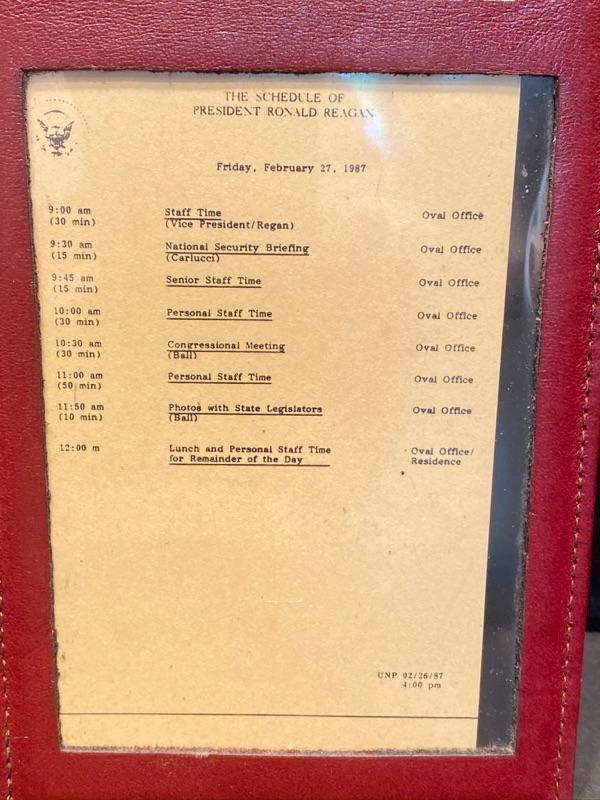 THE SCHEDULE OF
PRESIDENT RONALD REAGAN
Friday, February 27, 1987
9:00 am Staff Time Oval Office
(30 min) (Vice President/Regan)
9:30 am National Security Briefing Oval Office
(15 min) (Carlucci)
9:45 am Senior Staff Time Oval Office
(15 min)
10:00 am Personal Staff Time Oval Office
(30 min)
10:30 am Congressional Meeting Oval Office
(30 min) (Ball)
11:00 am Personal Staff Time Oval Office
(50 min)
11:50 am Photos with State Legislators Oval Office
(10 min) (Ball)
12:00 m Lunch and Personal Staff Time Oval Office/
for Remainder of the Day Residence
UNP 02/26/87
4:00 pm